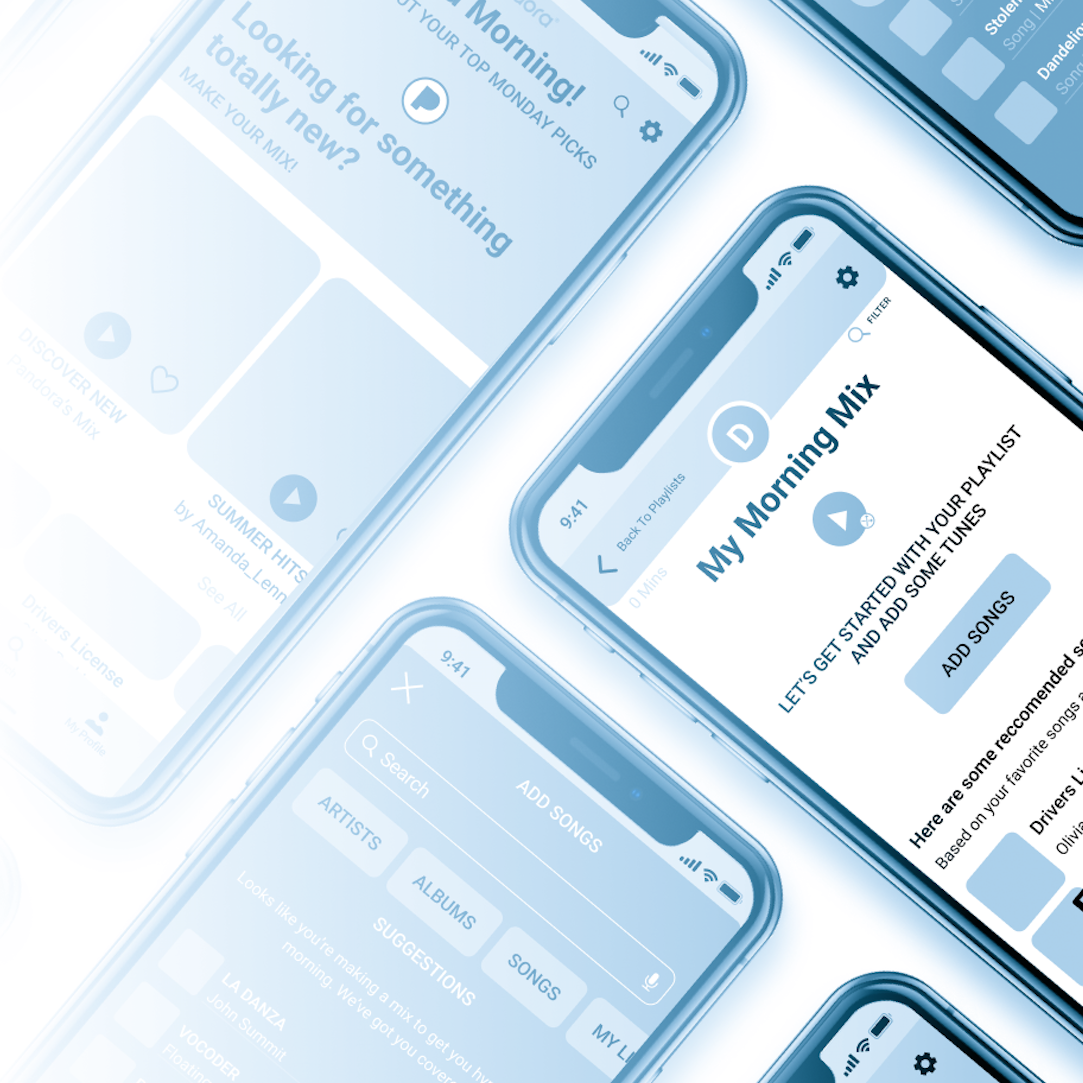 dora
Morning!
UT YOUR TOP MONDAY PICKS
Looking for something
totally new?
MAKE YOUR MIX!
DISCOVER NEW
Pandora's Mix
SUMMER HITS
by Amanda_Lenn
See All
Drivers License
My Profile
Stolen
Song | M
Dandelio
Song
9:41
Back To Playlists
FILTER
0 Mins
D
My Morning Mix
LET'S GET STARTED WITH YOUR PLAYLIST
AND ADD SOME TUNES
ADD SONGS
Here are some reccomended so
Based on your favorite songs a
Drivers Li
Olivia
9:41
ADD SONGS
Search
ARTISTS
ALBUMS
SONGS
MY LI
SUGGESTIONS
Looks like you're making a mix to get you hy
morning. We've got you cover
LA DANZA
John Summit
VOCODER
Floating